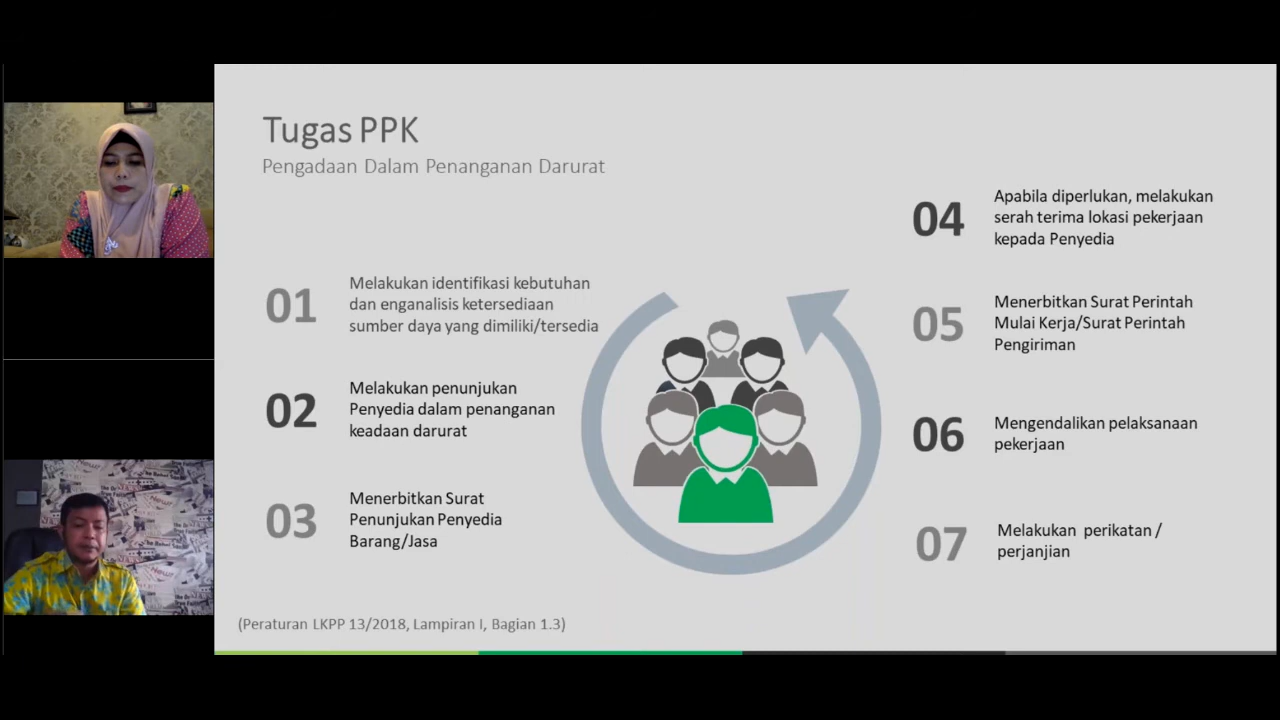 Tugas PPK
Pengadaan Dalam Penanganan Darurat
01
Melakukan identifikasi kebutuhan
dan enganalisis ketersediaan
sumber daya yang dimiliki/tersedia
02
Melakukan penunjukan
Penyedia dalam penanganan
keadaan darurat
03
Menerbitkan Surat
Penunjukan Penyedia
Barang/Jasa
04
Apabila diperlukan, melakukan
serah terima lokasi pekerjaan
kepada Penyedia
05
Menerbitkan Surat Perintah
Mulai Kerja/Surat Perintah
Pengiriman
06
Mengendalikan pelaksanaan
pekerjaan
07
Melakukan perikatan /
perjanjian
(Peraturan LKPP 13/2018, Lampiran I, Bagian 1.3)